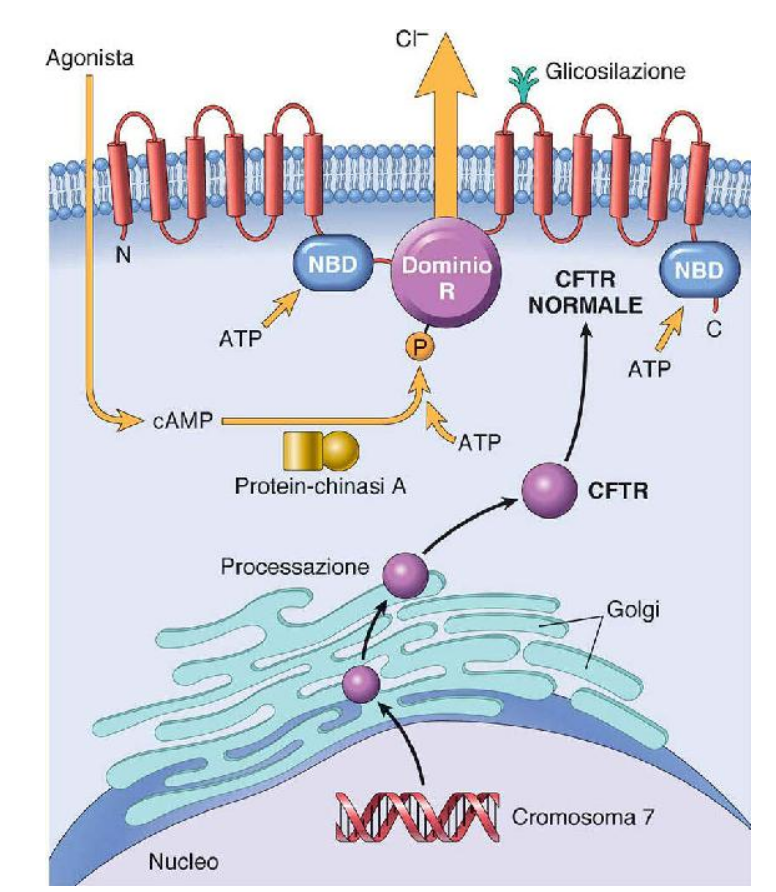 Cl⁻
Agonista
Glicosilazione
N
NBD
Dominio
R
CFTR
NORMALE
NBD
C
ATP
P
ATP
cAMP
ATP
Protein-chinasi A
CFTR
Processazione
Golgi
Cromosoma 7
Nucleo